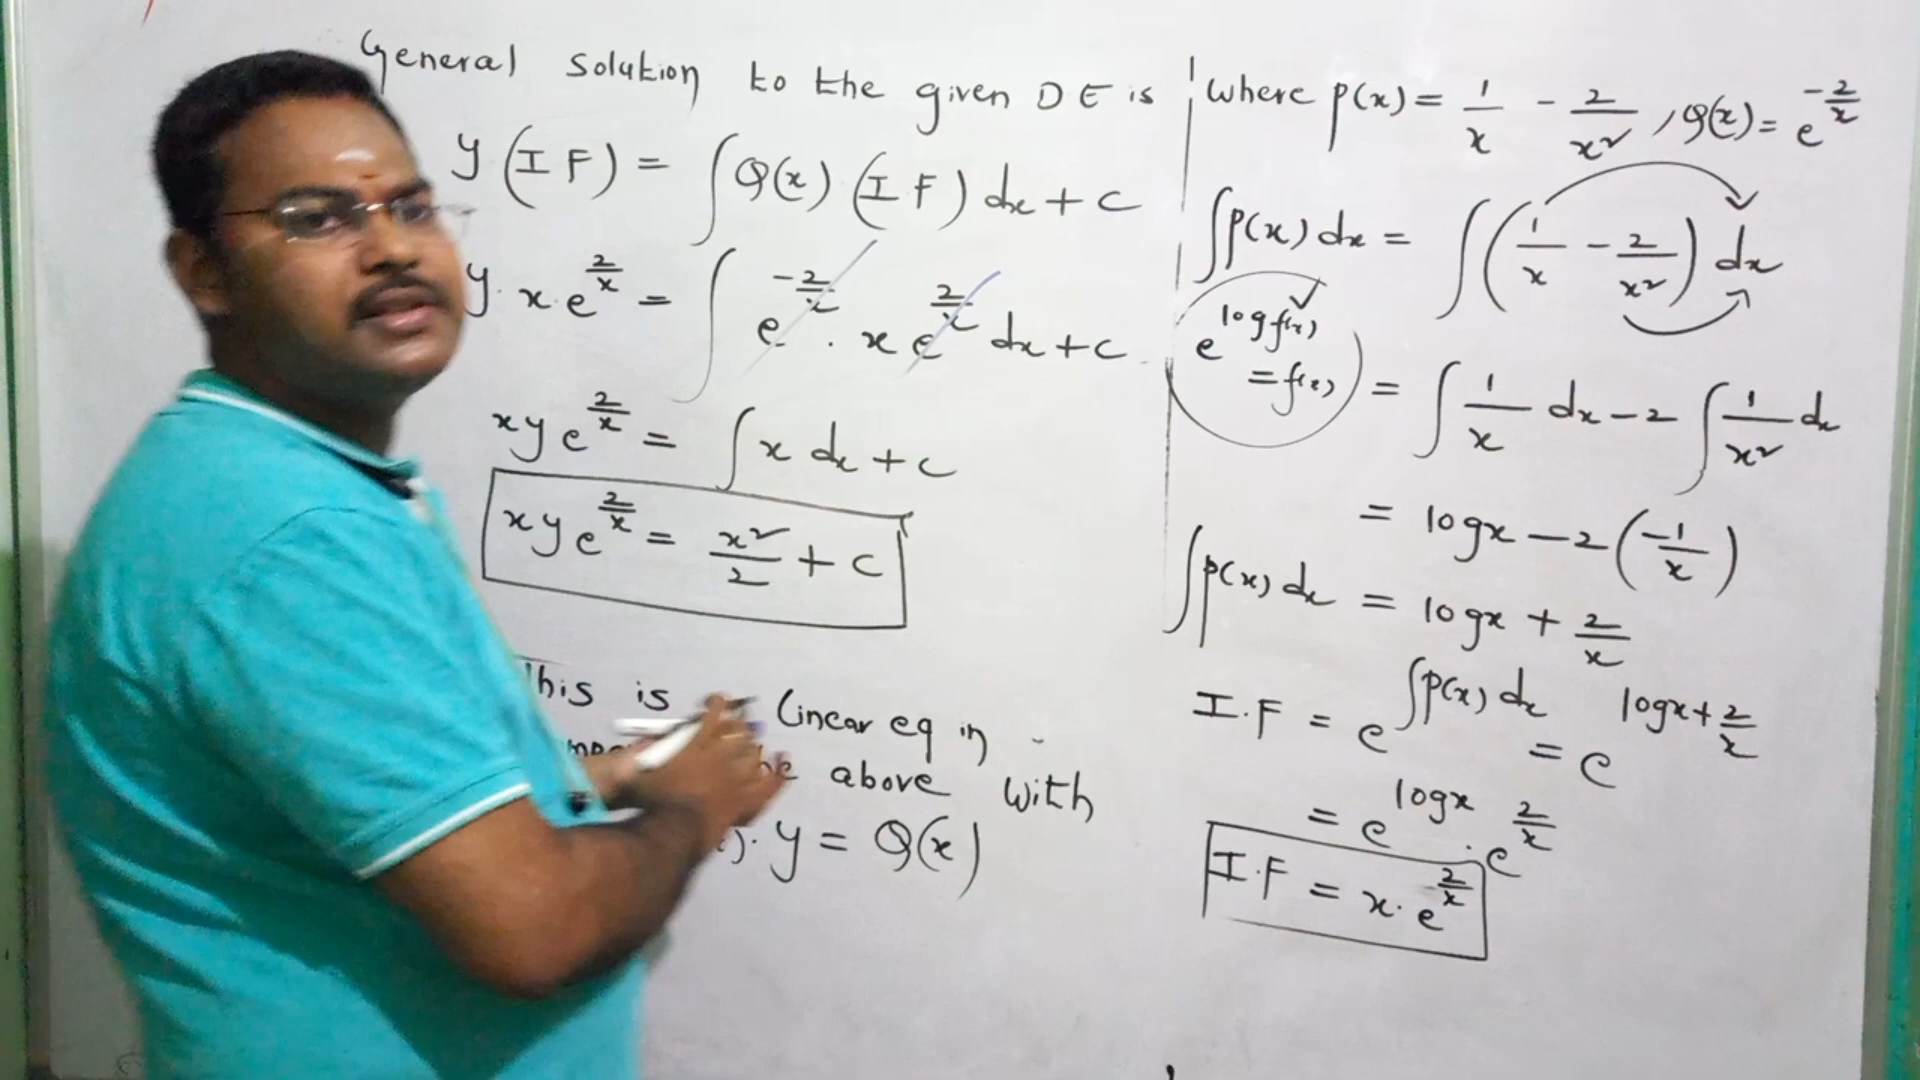 General solution to the given DE is
y (IF) = ∫ Q(x) (IF) dx + c
y. x. e^(2/x) = ∫ e^(-2/x) . x e^(2/x) dx + c
x y e^(2/x) = ∫ x dx + c
x y e^(2/x) = x²/2 + c
This is linear eq in
the above with
. y = Q(x)
where p(x) = 1/x - 2/x² , Q(x) = e^(-2/x)
∫ p(x) dx = ∫ (1/x - 2/x²) dx
e^(log f(x)) = f(x)
= ∫ 1/x dx - 2 ∫ 1/x² dx
= log x - 2 (-1/x)
∫ p(x) dx = log x + 2/x
I.F = e^(∫ p(x) dx) = e^(log x + 2/x)
= e^(log x) . e^(2/x)
I.F = x. e^(2/x)